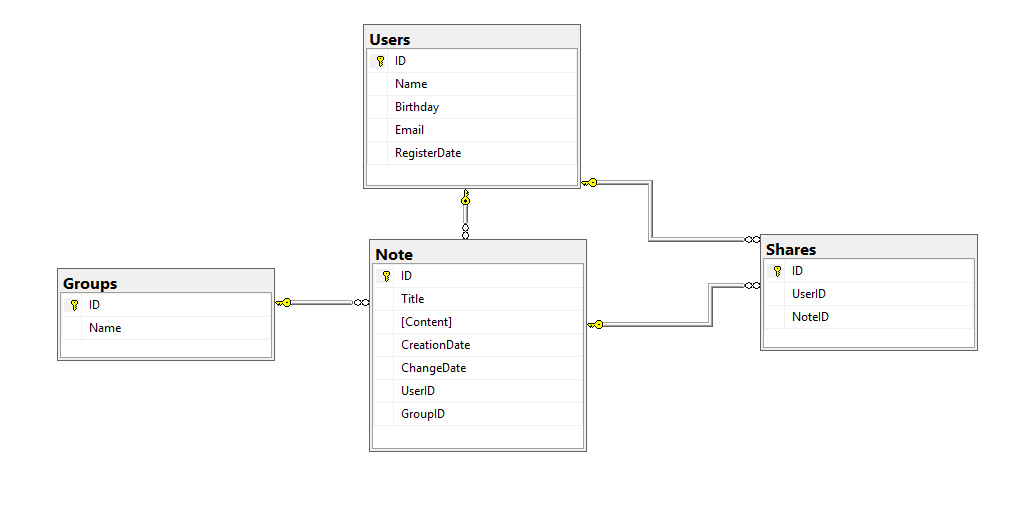 Users
ID
Name
Birthday
Email
RegisterDate
Groups
ID
Name
Note
ID
Title
[Content]
CreationDate
ChangeDate
UserID
GroupID
Shares
ID
UserID
NoteID